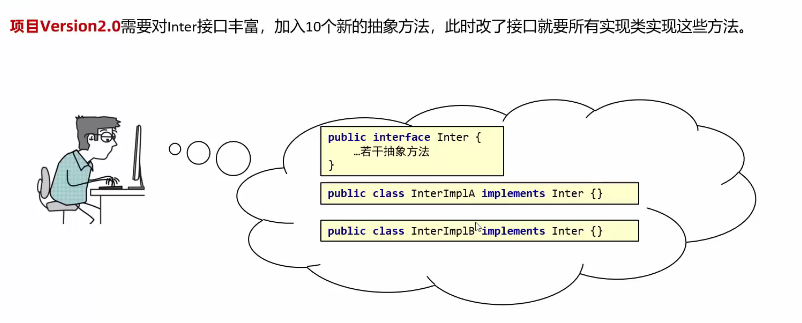 项目Version2.0需要对Inter接口丰富，加入10个新的抽象方法，此时改了接口就要所有实现类实现这些方法。
public interface Inter {
…若干抽象方法
}
public class InterImplA implements Inter {}
public class InterImplB implements Inter {}